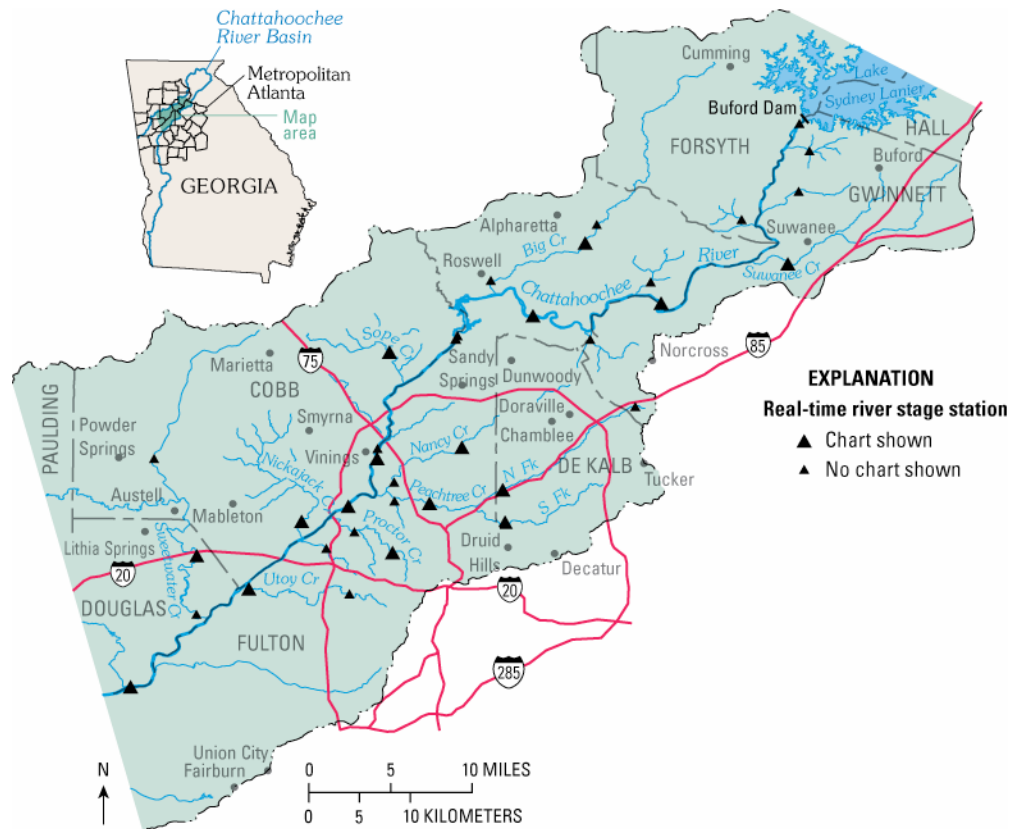 Chattahoochee
River Basin
Metropolitan
Atlanta
Map
area
GEORGIA
Cumming
Lake
Sydney Lanier
Buford Dam
HALL
FORSYTH
Buford
GWINNETT
Alpharetta
Suwanee
Big Cr
River
Suwanee Cr
Roswell
Chattahoochee
Sope Cr
75
Marietta
COBB
Sandy
Springs
Dunwoody
Norcross
85
Doraville
Chamblee
PAULDING
Powder
Springs
Smyrna
Vinings
Nancy Cr
DE KALB
Tucker
Nickajack Cr
Peachtree Cr
N Fk
S Fk
Austell
Mableton
Proctor Cr
Lithia Springs
Sweetwater Cr
Druid
Hills
Decatur
20
Utoy Cr
20
DOUGLAS
FULTON
285
Union City
Fairburn
N
0 5 10 MILES
0 5 10 KILOMETERS
EXPLANATION
Real-time river stage station
Chart shown
No chart shown